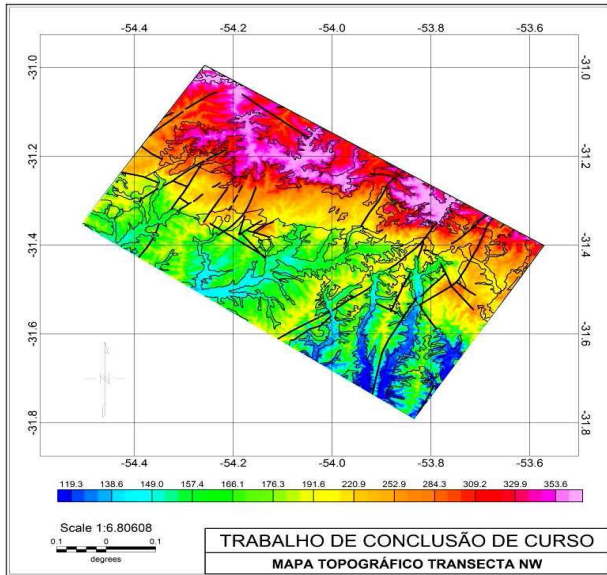 -54.4 -54.2 -54.0 -53.8 -53.6
-31.0 -31.0
-31.2 -31.2
-31.4 -31.4
-31.6 -31.6
-31.8 -31.8
-54.4 -54.2 -54.0 -53.8 -53.6
119.3 138.6 149.0 157.4 166.1 176.3 191.6 220.9 252.9 284.3 309.2 329.9 353.6
Scale 1:6.80608
0.1 0 0.1
degrees
TRABALHO DE CONCLUSÃO DE CURSO
MAPA TOPOGRÁFICO TRANSECTA NW